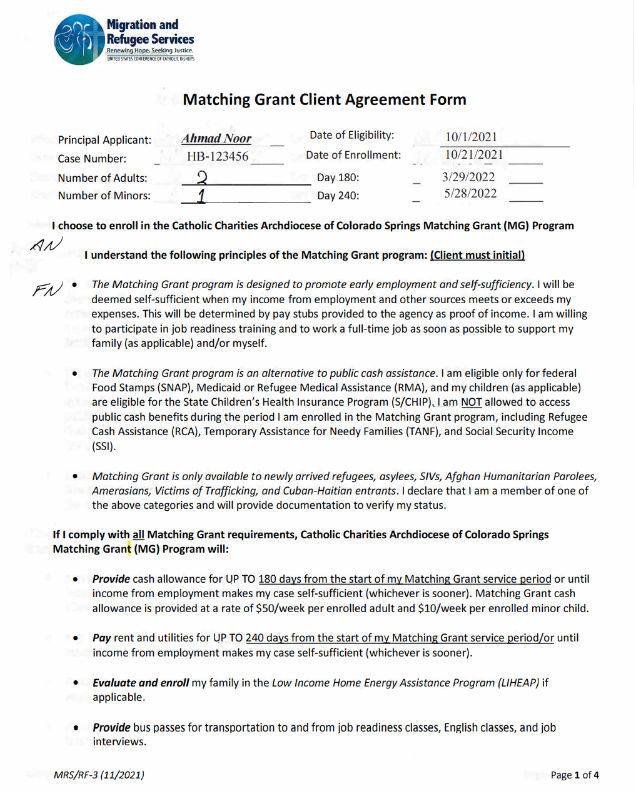 Migration and
Refugee Services
Renewing Hope. Seeking Justice.
UNITED STATES CONFERENCE OF CATHOLIC BISHOPS
Matching Grant Client Agreement Form
Principal Applicant: Ahmad Noor Date of Eligibility: 10/1/2021
Case Number: HB-123456 Date of Enrollment: 10/21/2021
Number of Adults: 2 Day 180: 3/29/2022
Number of Minors: 1 Day 240: 5/28/2022
I choose to enroll in the Catholic Charities Archdiocese of Colorado Springs Matching Grant (MG) Program
AN
I understand the following principles of the Matching Grant program: (Client must initial)
FN • The Matching Grant program is designed to promote early employment and self-sufficiency. I will be
deemed self-sufficient when my income from employment and other sources meets or exceeds my
expenses. This will be determined by pay stubs provided to the agency as proof of income. I am willing
to participate in job readiness training and to work a full-time job as soon as possible to support my
family (as applicable) and/or myself.
• The Matching Grant program is an alternative to public cash assistance. I am eligible only for federal
Food Stamps (SNAP), Medicaid or Refugee Medical Assistance (RMA), and my children (as applicable)
are eligible for the State Children's Health Insurance Program (S/CHIP). I am NOT allowed to access
public cash benefits during the period I am enrolled in the Matching Grant program, including Refugee
Cash Assistance (RCA), Temporary Assistance for Needy Families (TANF), and Social Security Income
(SSI).
• Matching Grant is only available to newly arrived refugees, asylees, SIVs, Afghan Humanitarian Parolees,
Amerasians, Victims of Trafficking, and Cuban-Haitian entrants. I declare that I am a member of one of
the above categories and will provide documentation to verify my status.
If I comply with all Matching Grant requirements, Catholic Charities Archdiocese of Colorado Springs
Matching Grant (MG) Program will:
• Provide cash allowance for UP TO 180 days from the start of my Matching Grant service period or until
income from employment makes my case self-sufficient (whichever is sooner). Matching Grant cash
allowance is provided at a rate of $50/week per enrolled adult and $10/week per enrolled minor child.
• Pay rent and utilities for UP TO 240 days from the start of my Matching Grant service period/or until
income from employment makes my case self-sufficient (whichever is sooner).
• Evaluate and enroll my family in the Low Income Home Energy Assistance Program (LIHEAP) if
applicable.
• Provide bus passes for transportation to and from job readiness classes, English classes, and job
interviews.
MRS/RF-3 (11/2021) Page 1 of 4